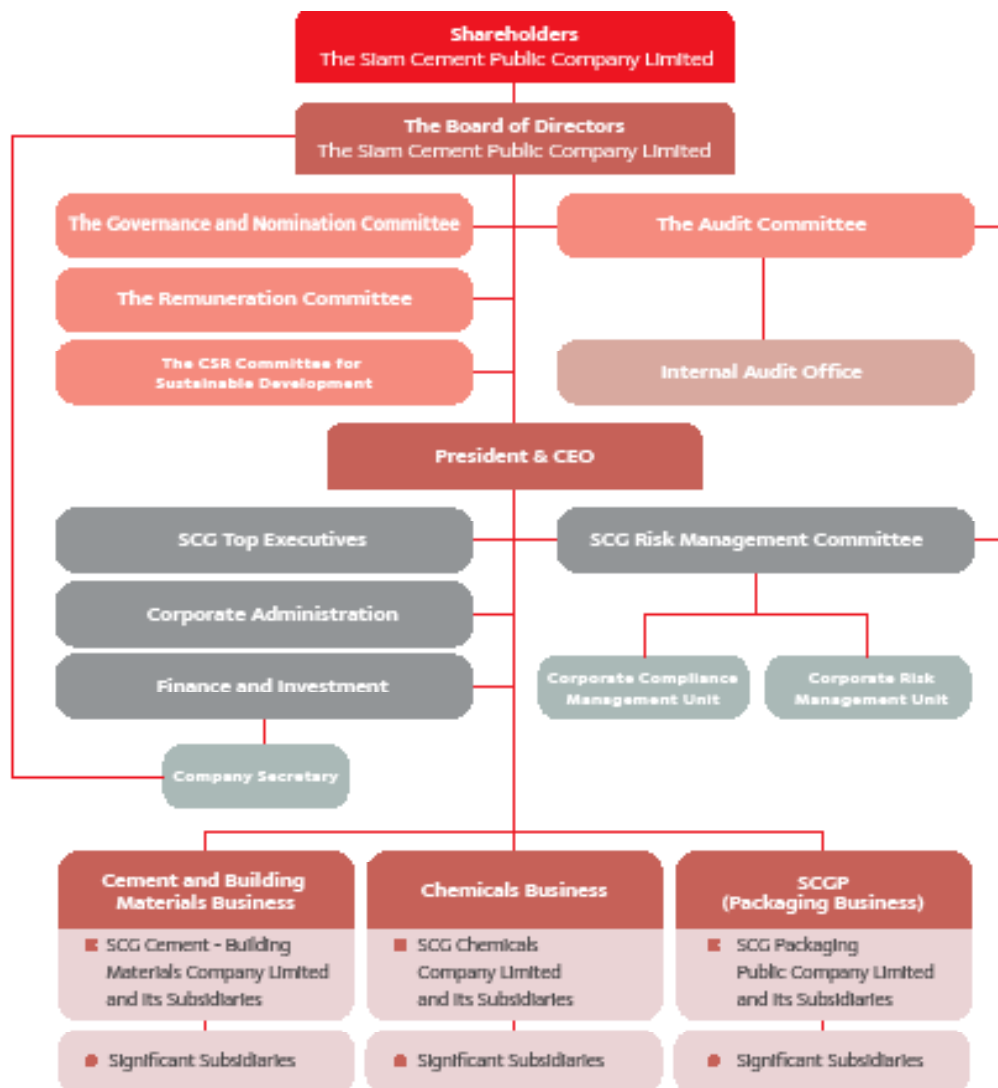 Shareholders
The Siam Cement Public Company Limited
The Board of Directors
The Siam Cement Public Company Limited
The Governance and Nomination Committee
The Audit Committee
The Remuneration Committee
The CSR Committee for
Sustainable Development
Internal Audit Office
President & CEO
SCG Top Executives
SCG Risk Management Committee
Corporate Administration
Finance and Investment
Corporate Compliance
Management Unit
Corporate Risk
Management Unit
Company Secretary
Cement and Building
Materials Business
SCG Cement - Building
Materials Company Limited
and Its Subsidiaries
Significant Subsidiaries
Chemicals Business
SCG Chemicals
Company Limited
and Its Subsidiaries
Significant Subsidiaries
SCGP
(Packaging Business)
SCG Packaging
Public Company Limited
and Its Subsidiaries
Significant Subsidiaries